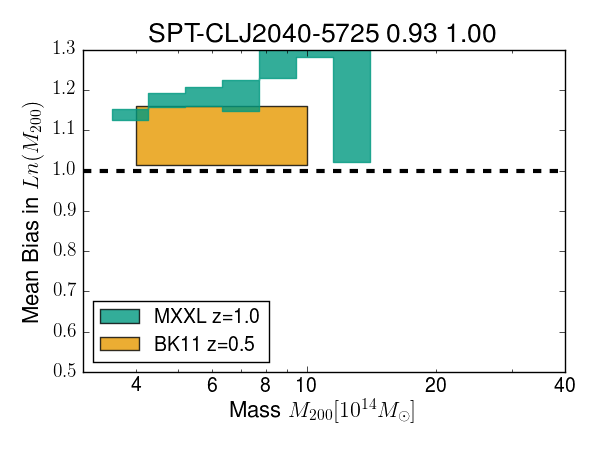 SPT-CLJ2040-5725 0.93 1.00
1.3
1.2
1.1
1.0
0.9
0.8
0.7
0.6
0.5
Mean Bias in Ln(M200)
MXXL z=1.0
BK11 z=0.5
4 6 8 10 20 40
Mass M200[10^14M☉]